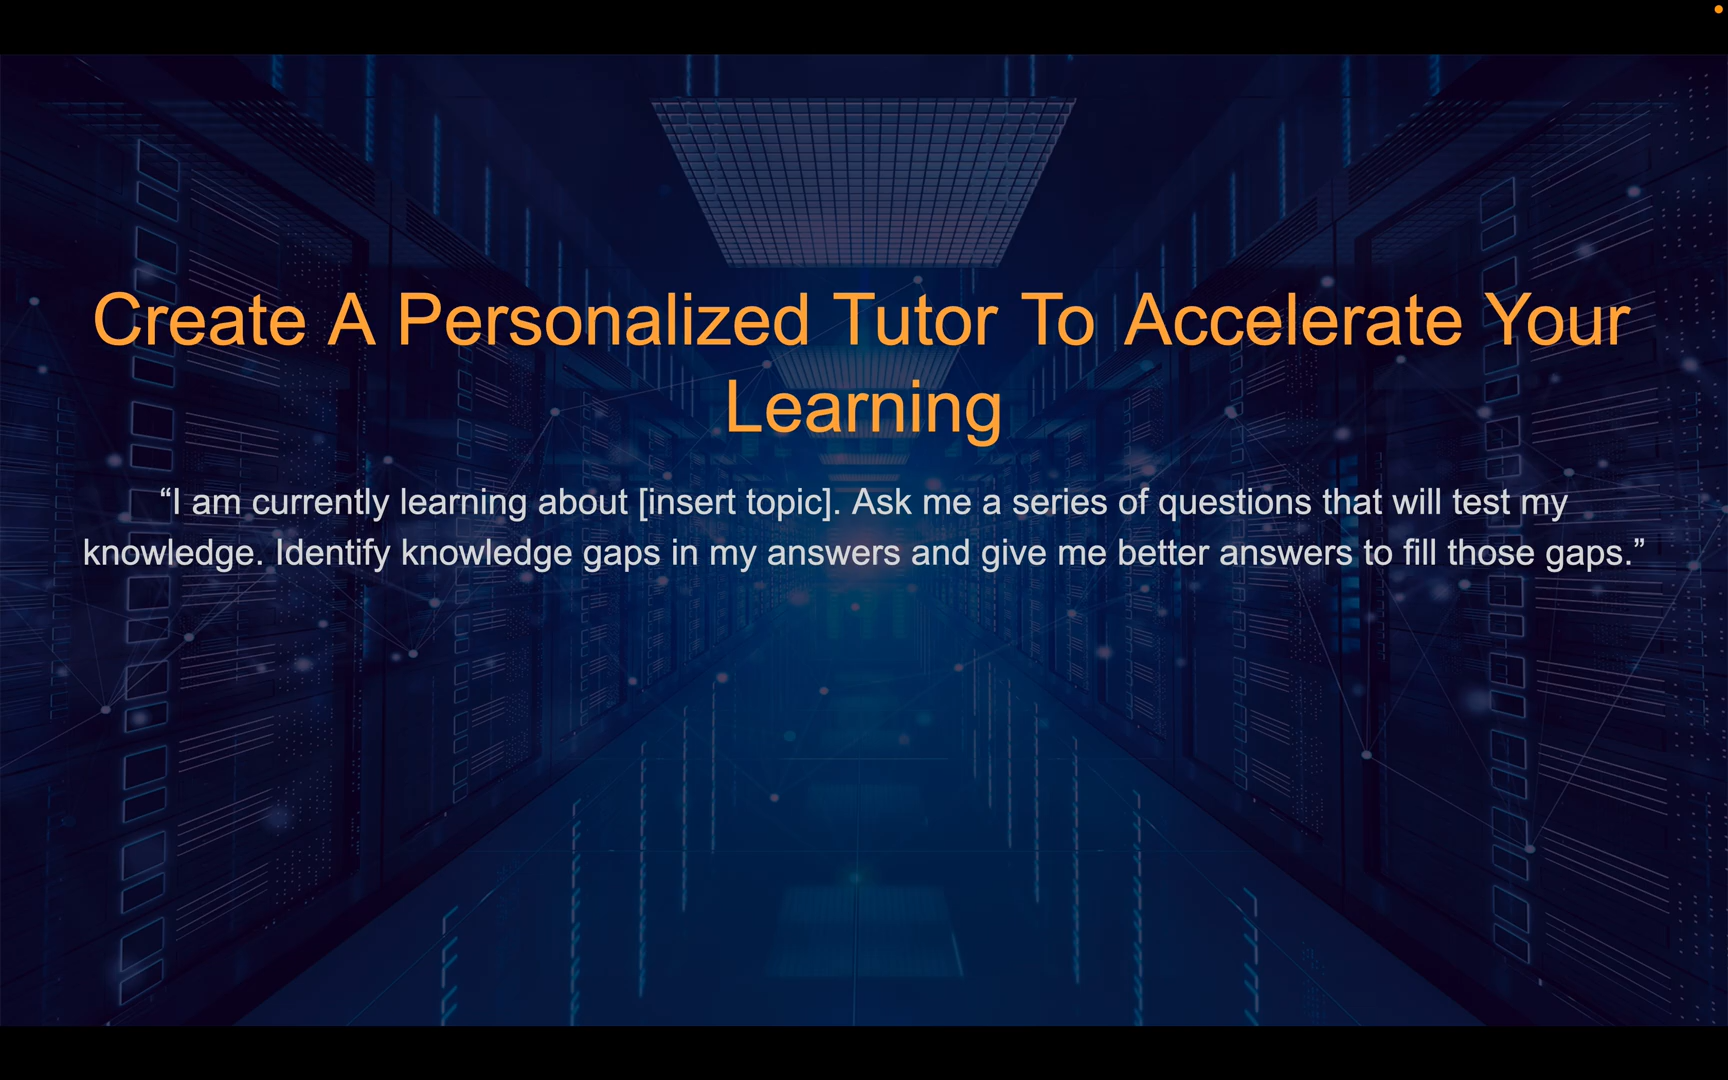 Create A Personalized Tutor To Accelerate Your
Learning
“I am currently learning about [insert topic]. Ask me a series of questions that will test my
knowledge. Identify knowledge gaps in my answers and give me better answers to fill those gaps.”